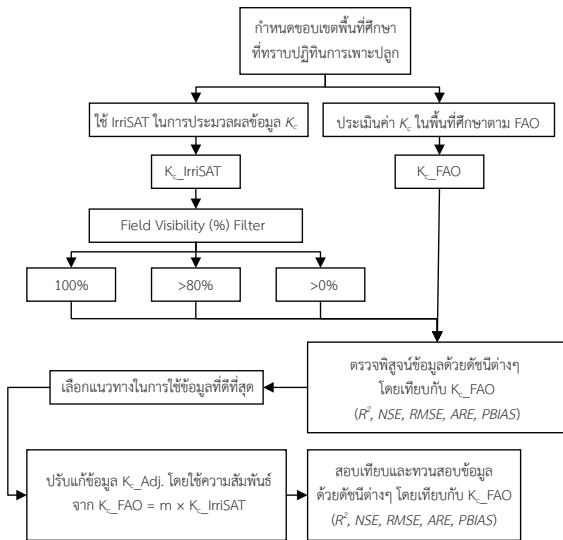 กำหนดขอบเขตพื้นที่ศึกษา
ที่ทราบปฏิทินการเพาะปลูก
ใช้ IrriSAT ในการประมวลผลข้อมูล K_c
ประเมินค่า K_c ในพื้นที่ศึกษาตาม FAO
K_c_IrriSAT
K_c_FAO
Field Visibility (%) Filter
100%
>80%
>0%
ตรวจพิสูจน์ข้อมูลด้วยดัชนีต่างๆ
โดยเทียบกับ K_c_FAO
(R², NSE, RMSE, ARE, PBIAS)
เลือกแนวทางในการใช้ข้อมูลที่ดีที่สุด
ปรับแก้ข้อมูล K_c_Adj. โดยใช้ความสัมพันธ์
จาก K_c_FAO = m × K_c_IrriSAT
สอบเทียบและทวนสอบข้อมูล
ด้วยดัชนีต่างๆ โดยเทียบกับ K_c_FAO
(R², NSE, RMSE, ARE, PBIAS)